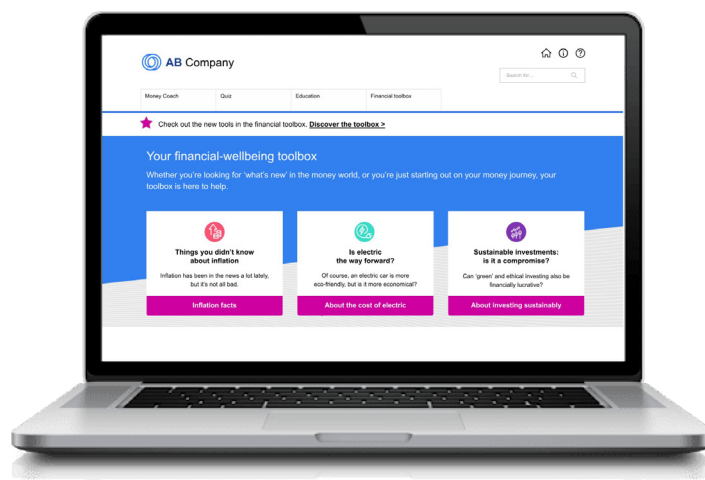 AB Company
Search for...
Money Coach
Quiz
Education
Financial toolbox
Check out the new tools in the financial toolbox. Discover the toolbox >
Your financial-wellbeing toolbox
Whether you're looking for 'what's new' in the money world, or you're just starting out on your money journey, your
toolbox is here to help.
Things you didn't know
about inflation
Inflation has been in the news a lot lately,
but it's not all bad.
Inflation facts
Is electric
the way forward?
Of course, an electric car is more
eco-friendly, but is it more economical?
About the cost of electric
Sustainable investments:
is it a compromise?
Can 'green' and ethical investing also be
financially lucrative?
About investing sustainably